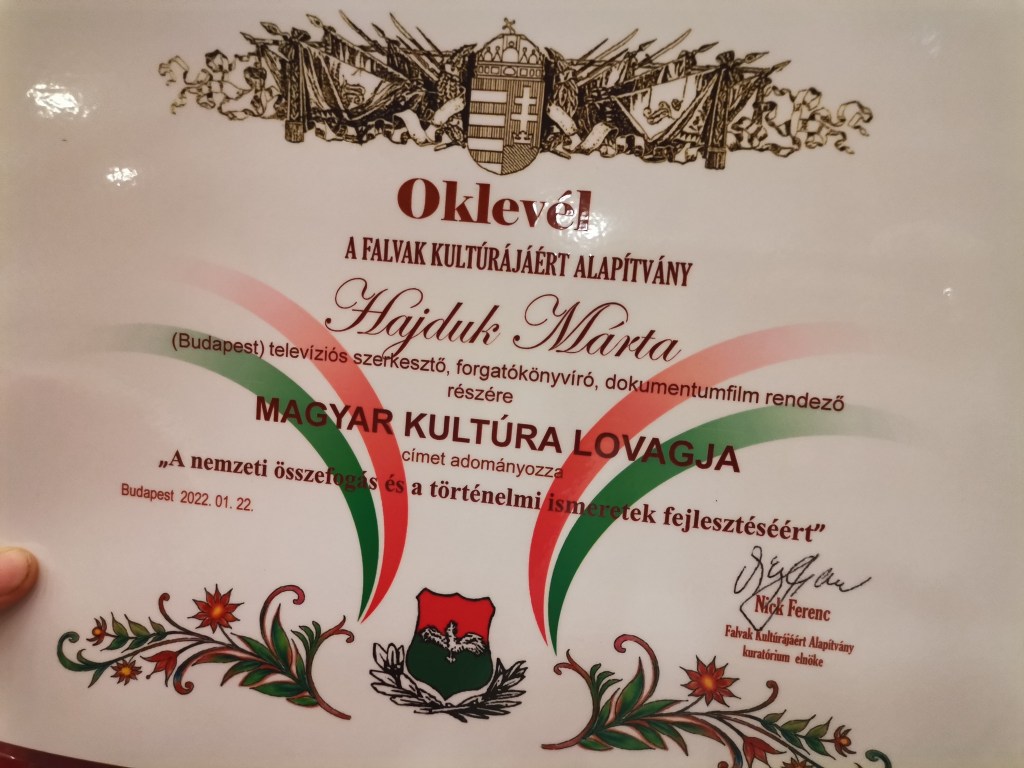 Oklevél
A FALVAK KULTÚRÁJÁÉRT ALAPÍTVÁNY
Hajduk Márta
(Budapest) televíziós szerkesztő, forgatókönyvíró, dokumentumfilm rendező
részére
MAGYAR KULTÚRA LOVAGJA
címet adományozza
„A nemzeti összefogás és a történelmi ismeretek fejlesztéséért”
Budapest 2022. 01. 22.
Nick Ferenc
Falvak Kultúrájáért Alapítvány
kuratórium elnöke